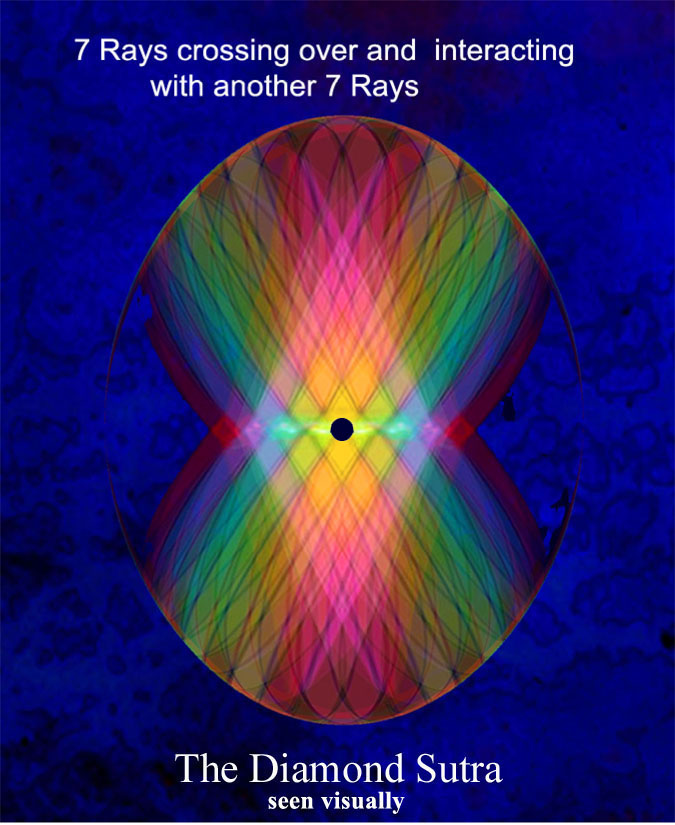 7 Rays crossing over and interacting
with another 7 Rays
The Diamond Sutra
seen visually